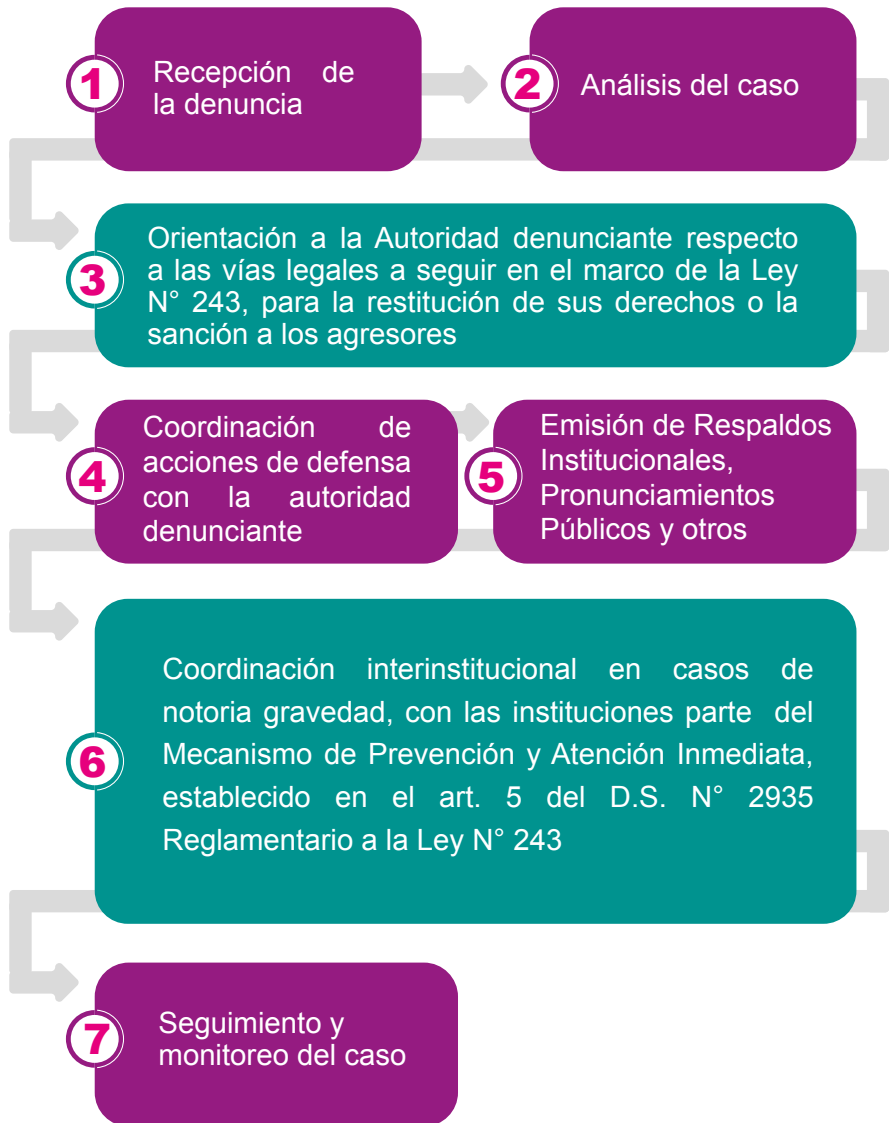 1
Recepción de
la denuncia
2
Análisis del caso
3
Orientación a la Autoridad denunciante respecto
a las vías legales a seguir en el marco de la Ley
N° 243, para la restitución de sus derechos o la
sanción a los agresores
4
Coordinación de
acciones de defensa
con la autoridad
denunciante
5
Emisión de Respaldos
Institucionales,
Pronunciamientos
Públicos y otros
6
Coordinación interinstitucional en casos de
notoria gravedad, con las instituciones parte del
Mecanismo de Prevención y Atención Inmediata,
establecido en el art. 5 del D.S. N° 2935
Reglamentario a la Ley N° 243
7
Seguimiento y
monitoreo del caso